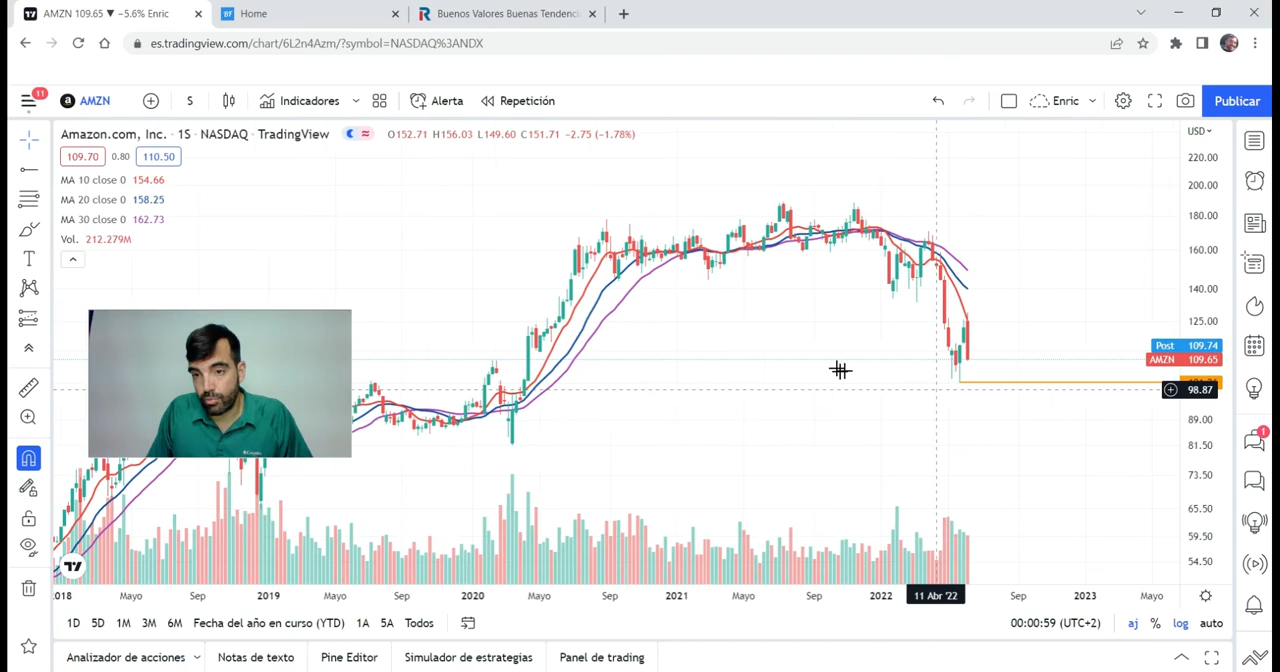 AMZN 109.65 ▼ −5.6% Enric
Home
Buenos Valores Buenas Tendenci
es.tradingview.com/chart/6L2n4Azm/?symbol=NASDAQ%3ANDX
11
AMZN
S
Indicadores
Alerta
Repetición
Enric
Publicar
Amazon.com, Inc. · 1S · NASDAQ · TradingView
O152.71 H156.03 L149.60 C151.71 −2.75 (−1.78%)
USD
109.70 0.80 110.50
MA 10 close 0 154.66
MA 20 close 0 158.25
MA 30 close 0 162.73
Vol. 212.279M
220.00
200.00
180.00
160.00
140.00
125.00
Post 109.74
AMZN 109.65
98.87
89.00
81.50
73.50
65.50
59.50
54.50
1
Columbia
2018 Mayo Sep 2019 Mayo Sep 2020 Mayo Sep 2021 Mayo Sep 2022 11 Abr '22 Sep 2023 Mayo
1D 5D 1M 3M 6M Fecha del año en curso (YTD) 1A 5A Todos
00:00:59 (UTC+2) aj % log auto
Analizador de acciones Notas de texto Pine Editor Simulador de estrategias Panel de trading